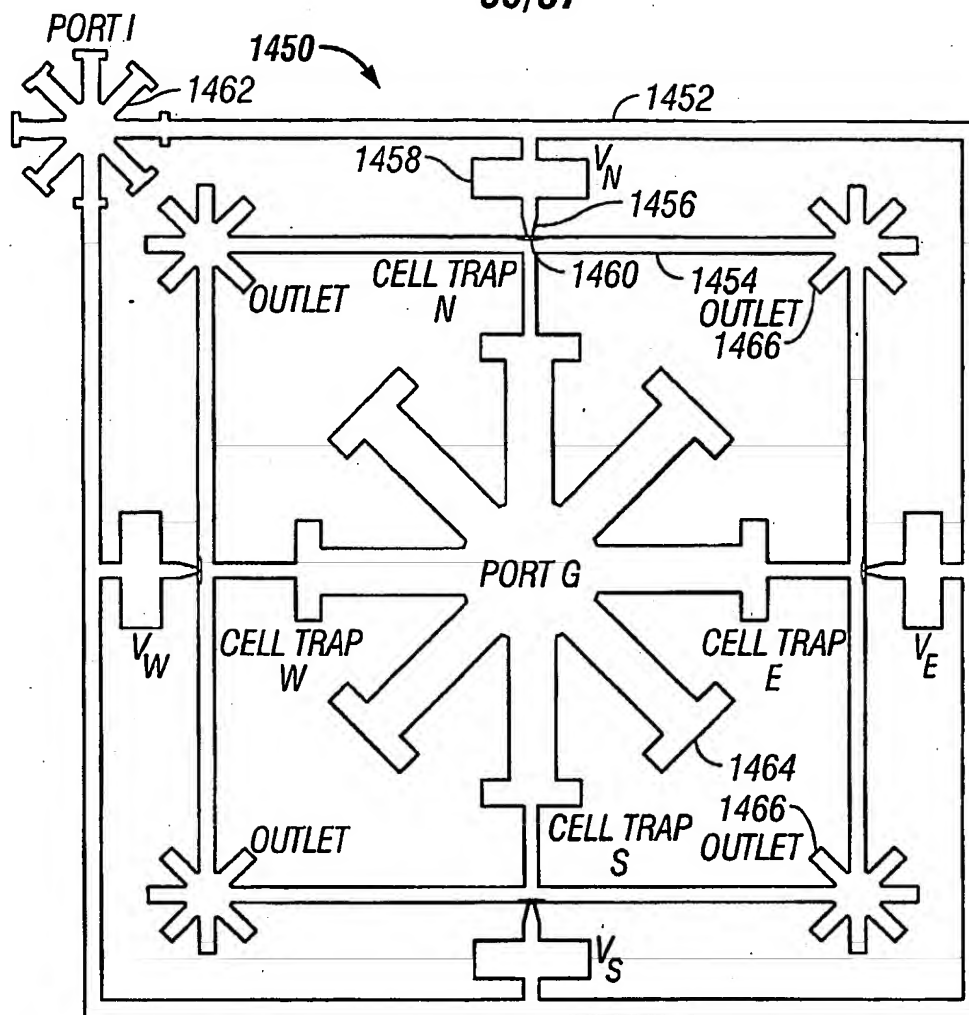 PORT I
1450
1462
1452
1458
V_N
1456
1460
1454
CELL TRAP
N
OUTLET
OUTLET
1466
PORT G
V_W
CELL TRAP
W
CELL TRAP
E
V_E
1464
OUTLET
CELL TRAP
S
1466
OUTLET
V_S